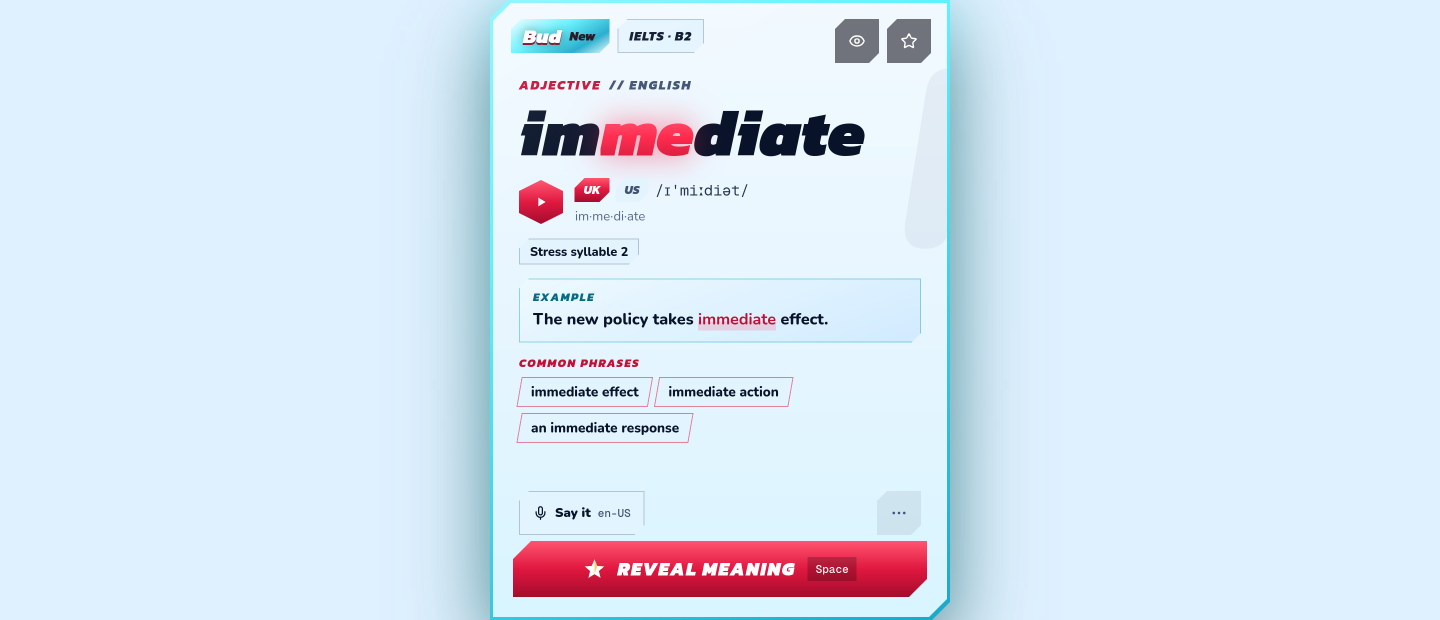 Bud New IELTS · B2
ADJECTIVE // ENGLISH
immediate
UK US /ɪˈmiːdiət/
im·me·di·ate
Stress syllable 2
EXAMPLE
The new policy takes immediate effect.
COMMON PHRASES
immediate effect immediate action
an immediate response
Say it en-US
REVEAL MEANING Space